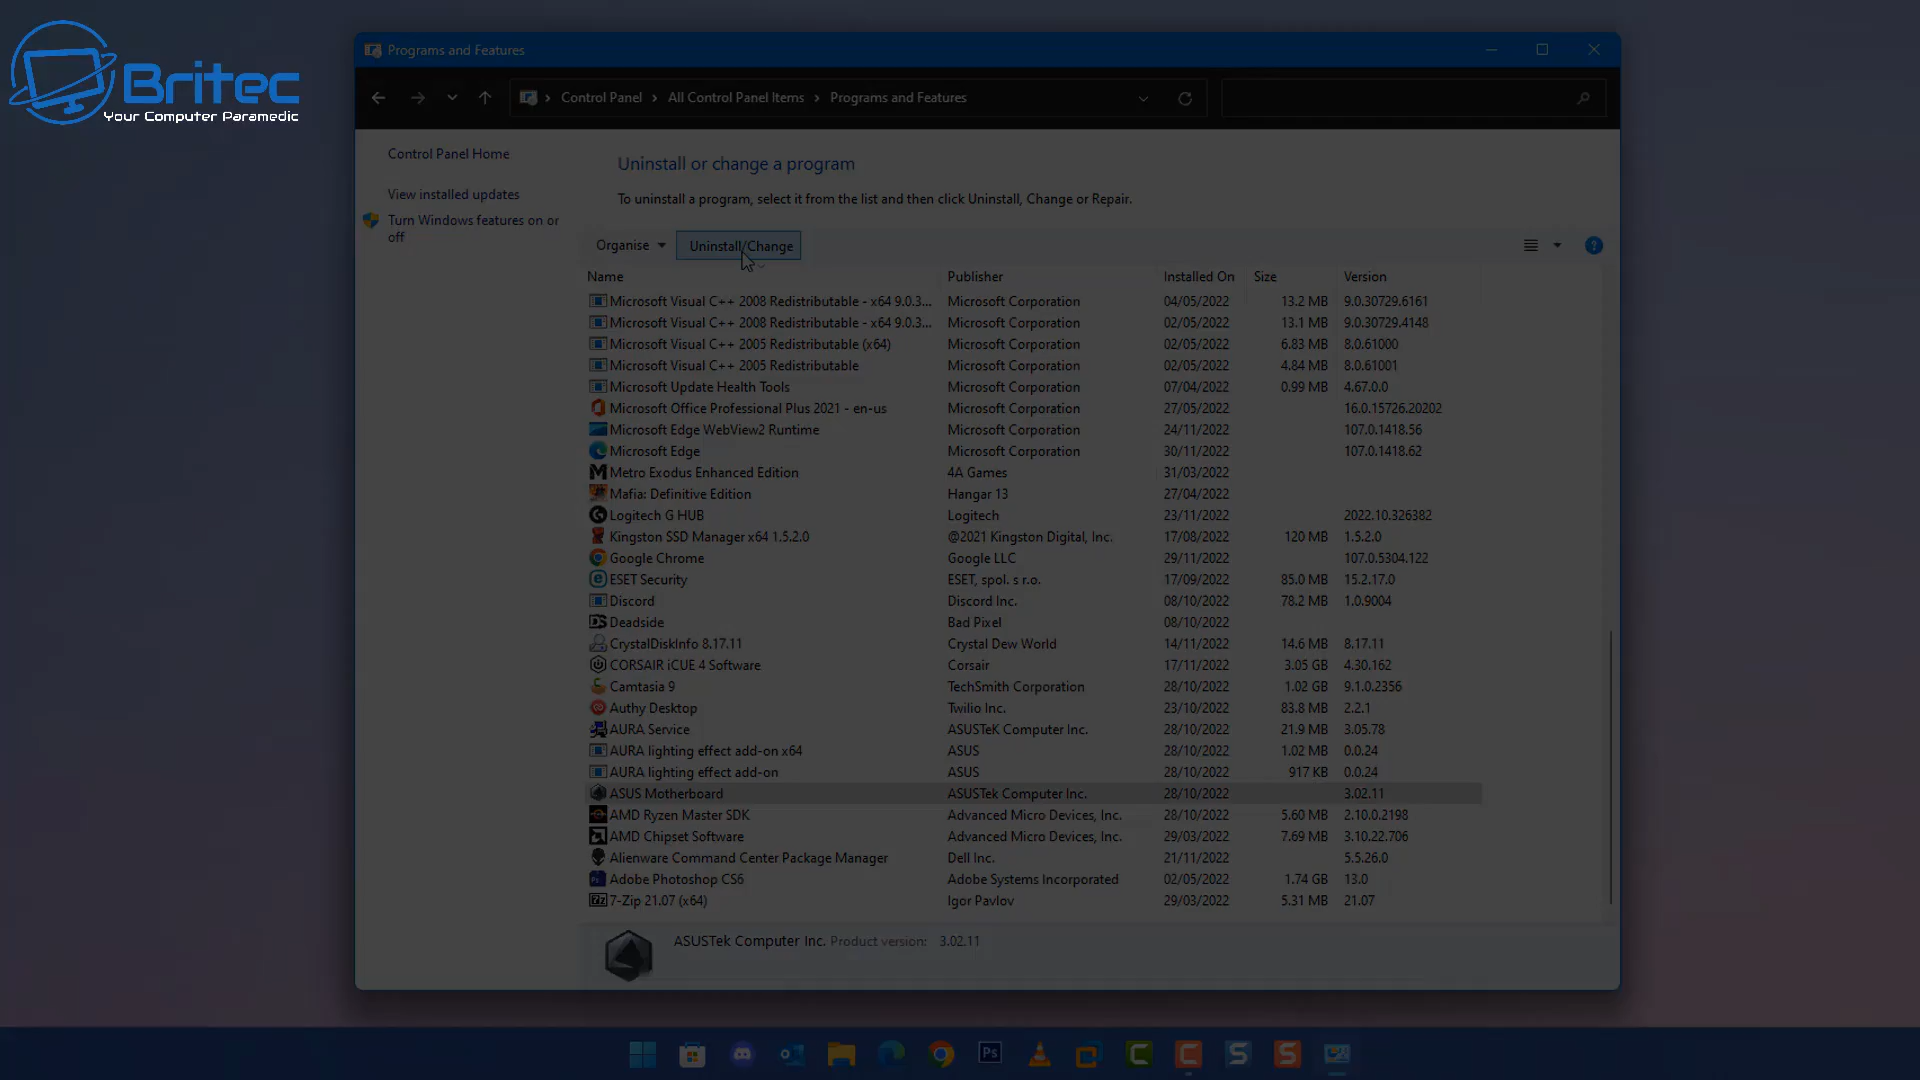 Britec
Your Computer Paramedic
Programs and Features
Control Panel > All Control Panel Items > Programs and Features
Control Panel Home
View installed updates
Turn Windows features on or
off
Uninstall or change a program
To uninstall a program, select it from the list and then click Uninstall, Change or Repair.
Organise Uninstall/Change ?
Name Publisher Installed On Size Version
Microsoft Visual C++ 2008 Redistributable - x64 9.0.3... Microsoft Corporation 04/05/2022 13.2 MB 9.0.30729.6161
Microsoft Visual C++ 2008 Redistributable - x64 9.0.3... Microsoft Corporation 02/05/2022 13.1 MB 9.0.30729.4148
Microsoft Visual C++ 2005 Redistributable (x64) Microsoft Corporation 02/05/2022 6.83 MB 8.0.61000
Microsoft Visual C++ 2005 Redistributable Microsoft Corporation 02/05/2022 4.84 MB 8.0.61001
Microsoft Update Health Tools Microsoft Corporation 07/04/2022 0.99 MB 4.67.0.0
Microsoft Office Professional Plus 2021 - en-us Microsoft Corporation 27/05/2022 16.0.15726.20202
Microsoft Edge WebView2 Runtime Microsoft Corporation 24/11/2022 107.0.1418.56
Microsoft Edge Microsoft Corporation 30/11/2022 107.0.1418.62
Metro Exodus Enhanced Edition 4A Games 31/03/2022
Mafia: Definitive Edition Hangar 13 27/04/2022
Logitech G HUB Logitech 23/11/2022 2022.10.326382
Kingston SSD Manager x64 1.5.2.0 @2021 Kingston Digital, Inc. 17/08/2022 120 MB 1.5.2.0
Google Chrome Google LLC 29/11/2022 107.0.5304.122
ESET Security ESET, spol. s r.o. 17/09/2022 85.0 MB 15.2.17.0
Discord Discord Inc. 08/10/2022 78.2 MB 1.0.9004
Deadside Bad Pixel 08/10/2022
CrystalDiskInfo 8.17.11 Crystal Dew World 14/11/2022 14.6 MB 8.17.11
CORSAIR iCUE 4 Software Corsair 17/11/2022 3.05 GB 4.30.162
Camtasia 9 TechSmith Corporation 28/10/2022 1.02 GB 9.1.0.2356
Authy Desktop Twilio Inc. 23/10/2022 83.8 MB 2.2.1
AURA Service ASUSTeK Computer Inc. 28/10/2022 21.9 MB 3.05.78
AURA lighting effect add-on x64 ASUS 28/10/2022 1.02 MB 0.0.24
AURA lighting effect add-on ASUS 28/10/2022 917 KB 0.0.24
ASUS Motherboard ASUSTek Computer Inc. 28/10/2022 3.02.11
AMD Ryzen Master SDK Advanced Micro Devices, Inc. 28/10/2022 5.60 MB 2.10.0.2198
AMD Chipset Software Advanced Micro Devices, Inc. 29/03/2022 7.69 MB 3.10.22.706
Alienware Command Center Package Manager Dell Inc. 21/11/2022 5.5.26.0
Adobe Photoshop CS6 Adobe Systems Incorporated 02/05/2022 1.74 GB 13.0
7-Zip 21.07 (x64) Igor Pavlov 29/03/2022 5.31 MB 21.07
ASUSTek Computer Inc. Product version: 3.02.11